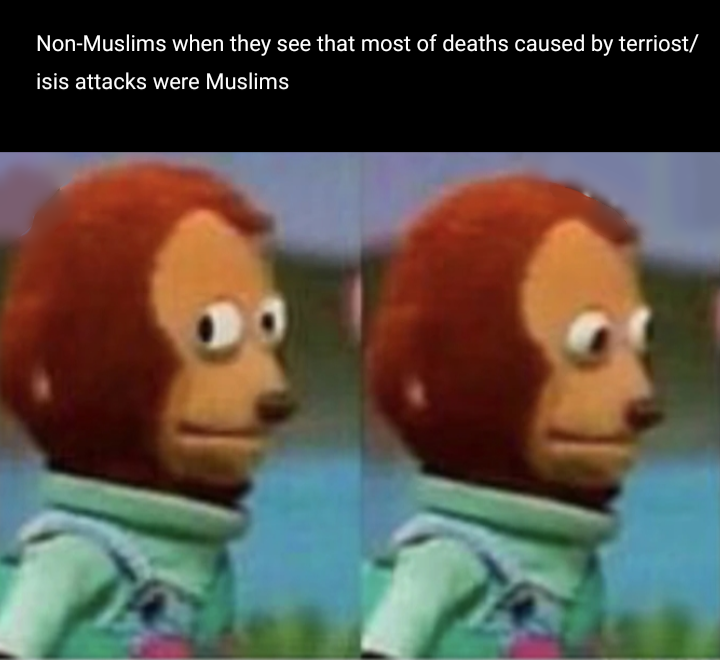 Non-Muslims when they see that most of deaths caused by terriost/
isis attacks were Muslims